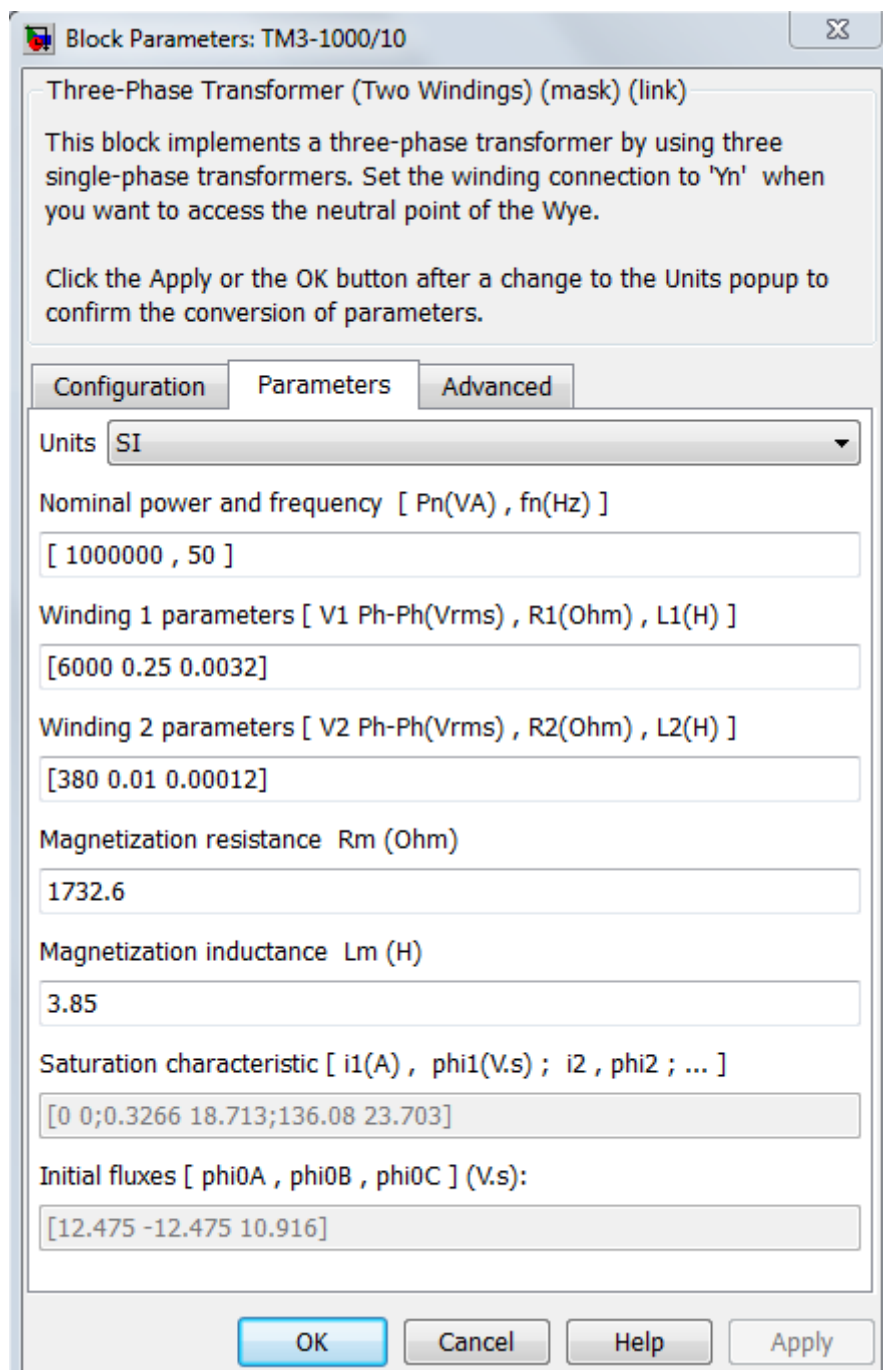 Block Parameters: TM3-1000/10
Three-Phase Transformer (Two Windings) (mask) (link)
This block implements a three-phase transformer by using three
single-phase transformers. Set the winding connection to 'Yn' when
you want to access the neutral point of the Wye.
Click the Apply or the OK button after a change to the Units popup to
confirm the conversion of parameters.
Configuration Parameters Advanced
Units SI
Nominal power and frequency [ Pn(VA) , fn(Hz) ]
[ 1000000 , 50 ]
Winding 1 parameters [ V1 Ph-Ph(Vrms) , R1(Ohm) , L1(H) ]
[6000 0.25 0.0032]
Winding 2 parameters [ V2 Ph-Ph(Vrms) , R2(Ohm) , L2(H) ]
[380 0.01 0.00012]
Magnetization resistance Rm (Ohm)
1732.6
Magnetization inductance Lm (H)
3.85
Saturation characteristic [ i1(A) , phi1(V.s) ; i2 , phi2 ; ... ]
[0 0;0.3266 18.713;136.08 23.703]
Initial fluxes [ phi0A , phi0B , phi0C ] (V.s):
[12.475 -12.475 10.916]
OK Cancel Help Apply